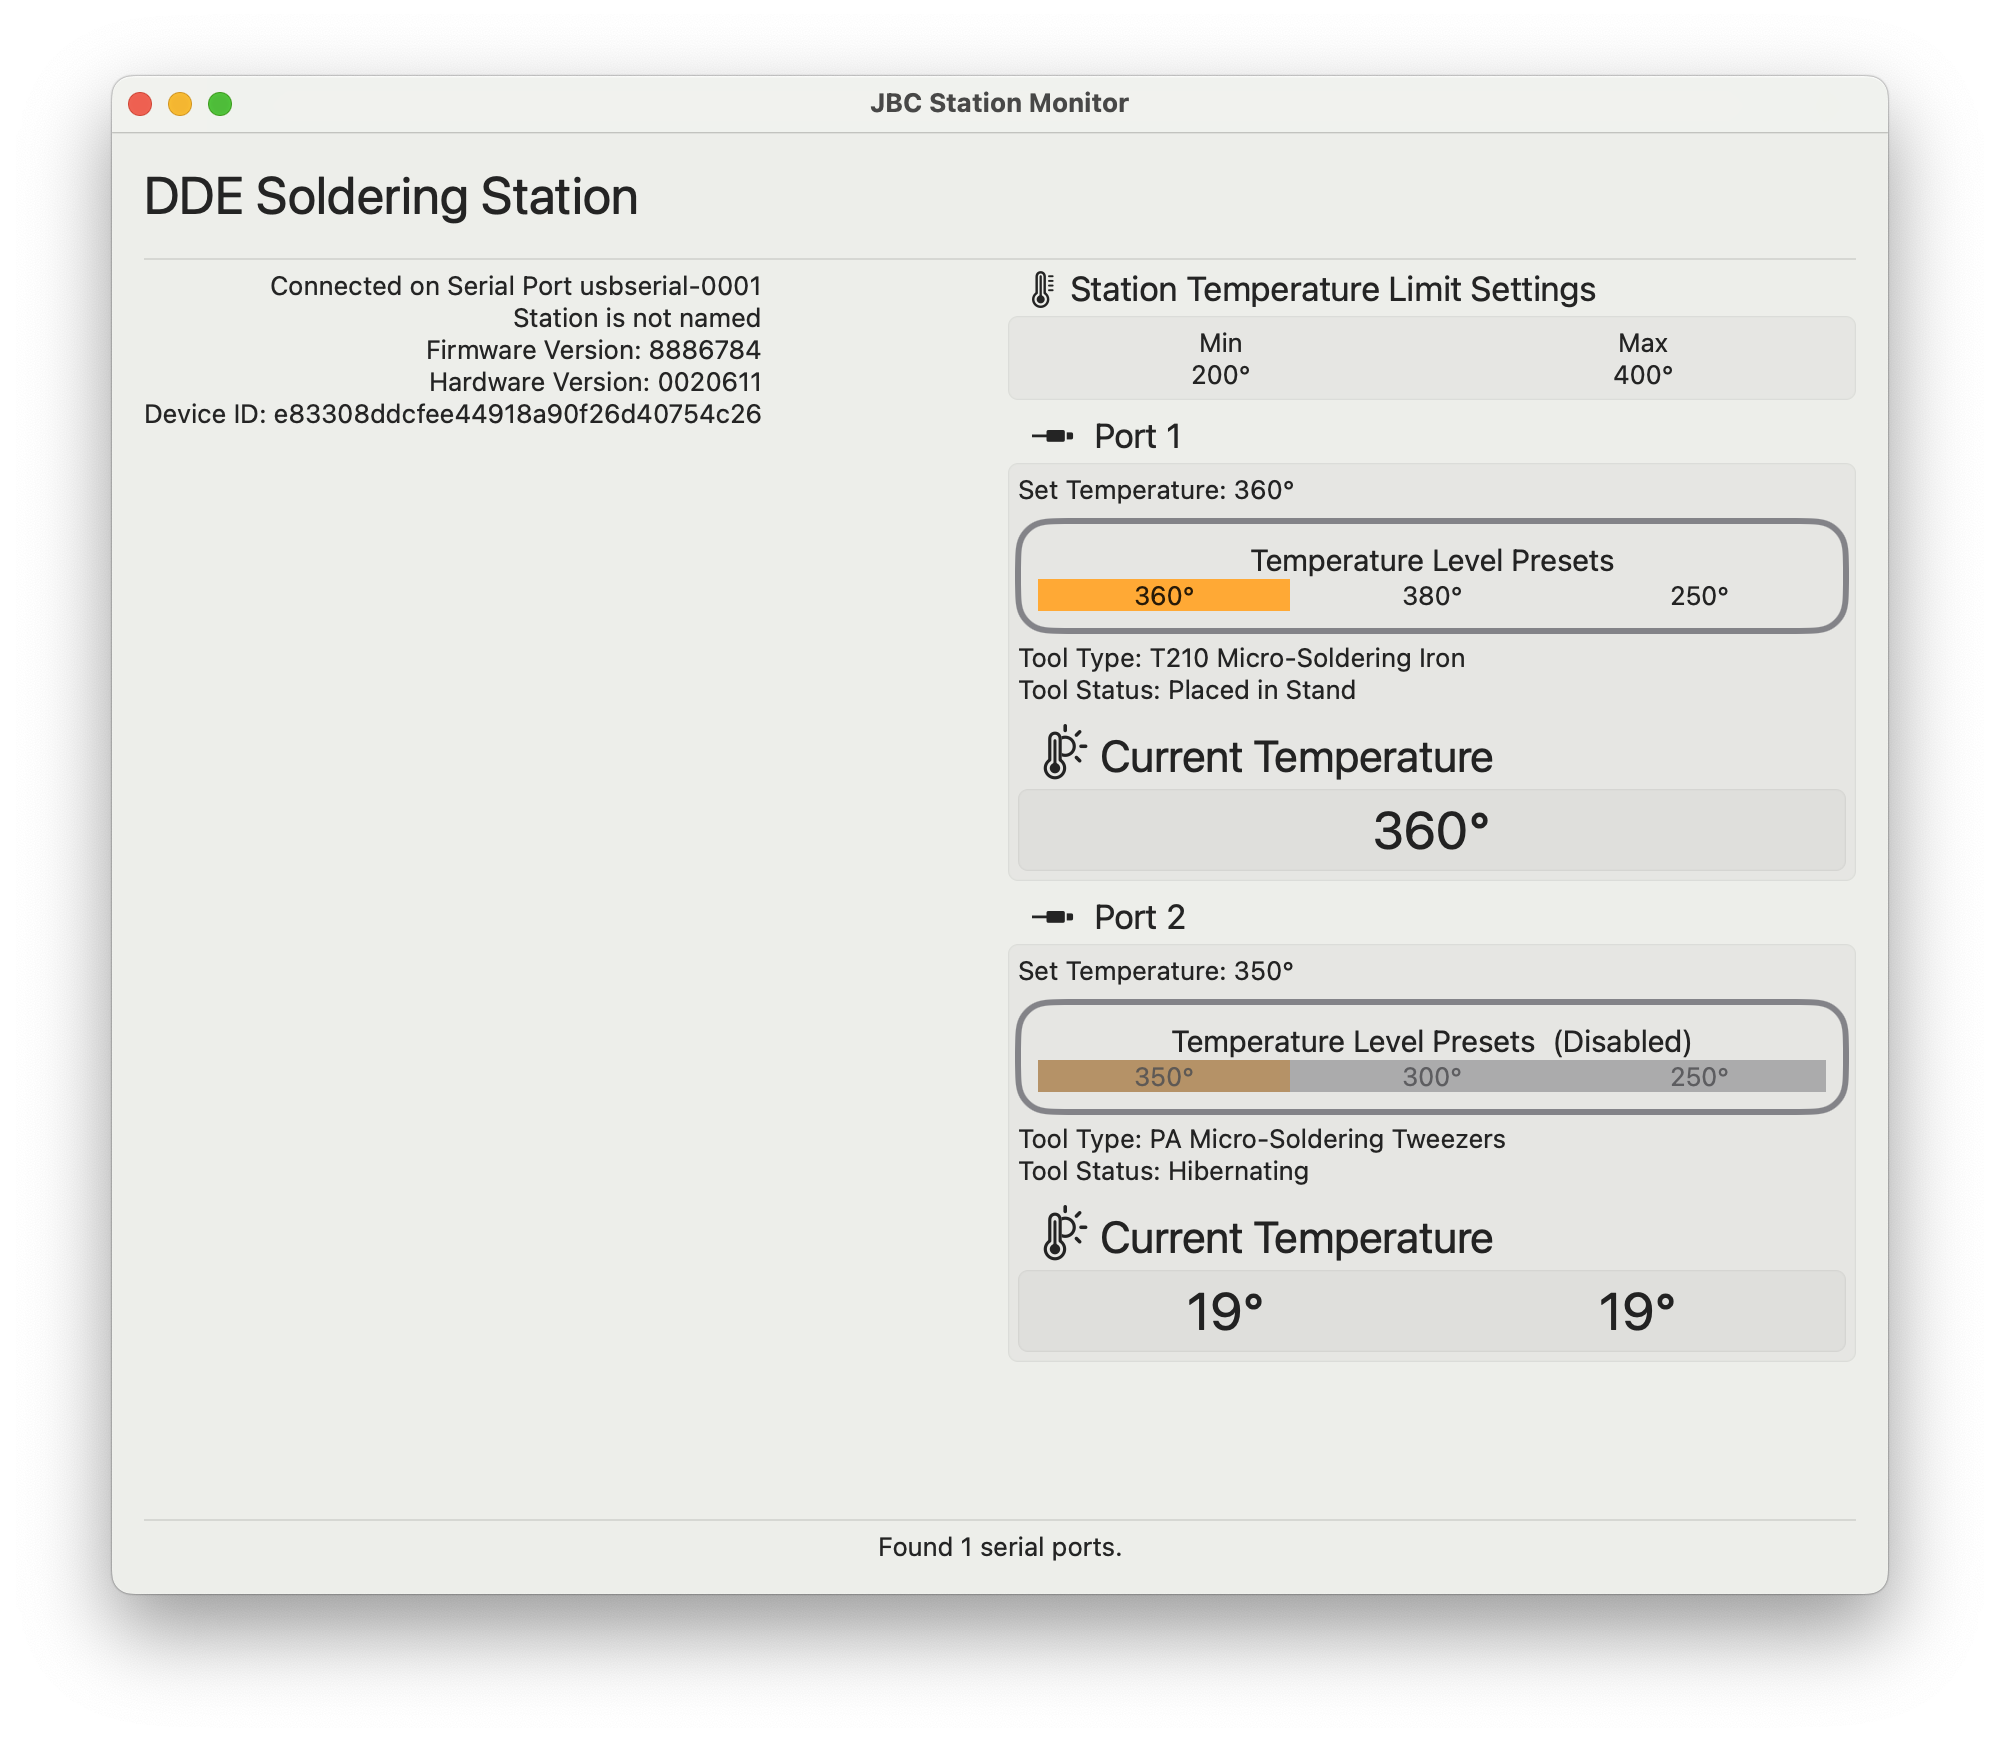 JBC Station Monitor
DDE Soldering Station
Connected on Serial Port usbserial-0001
Station is not named
Firmware Version: 8886784
Hardware Version: 0020611
Device ID: e83308ddcfee44918a90f26d40754c26
Station Temperature Limit Settings
Min Max
200° 400°
Port 1
Set Temperature: 360°
Temperature Level Presets
360° 380° 250°
Tool Type: T210 Micro-Soldering Iron
Tool Status: Placed in Stand
Current Temperature
360°
Port 2
Set Temperature: 350°
Temperature Level Presets (Disabled)
350° 300° 250°
Tool Type: PA Micro-Soldering Tweezers
Tool Status: Hibernating
Current Temperature
19° 19°
Found 1 serial ports.